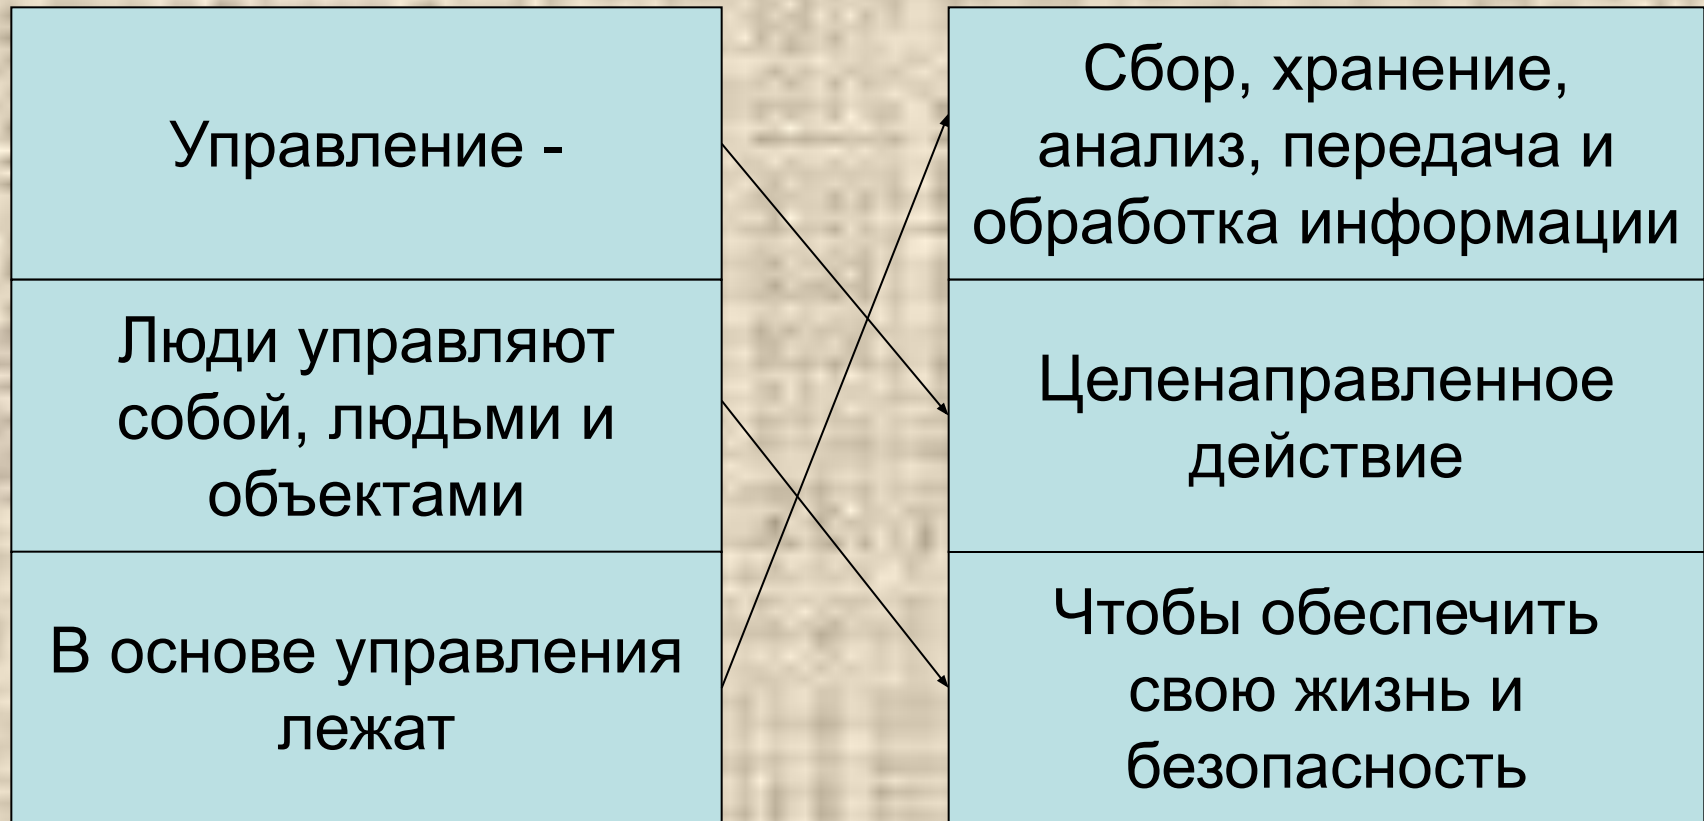 Управление -
Люди управляют
собой, людьми и
объектами
В основе управления
лежат
Сбор, хранение,
анализ, передача и
обработка информации
Целенаправленное
действие
Чтобы обеспечить
свою жизнь и
безопасность